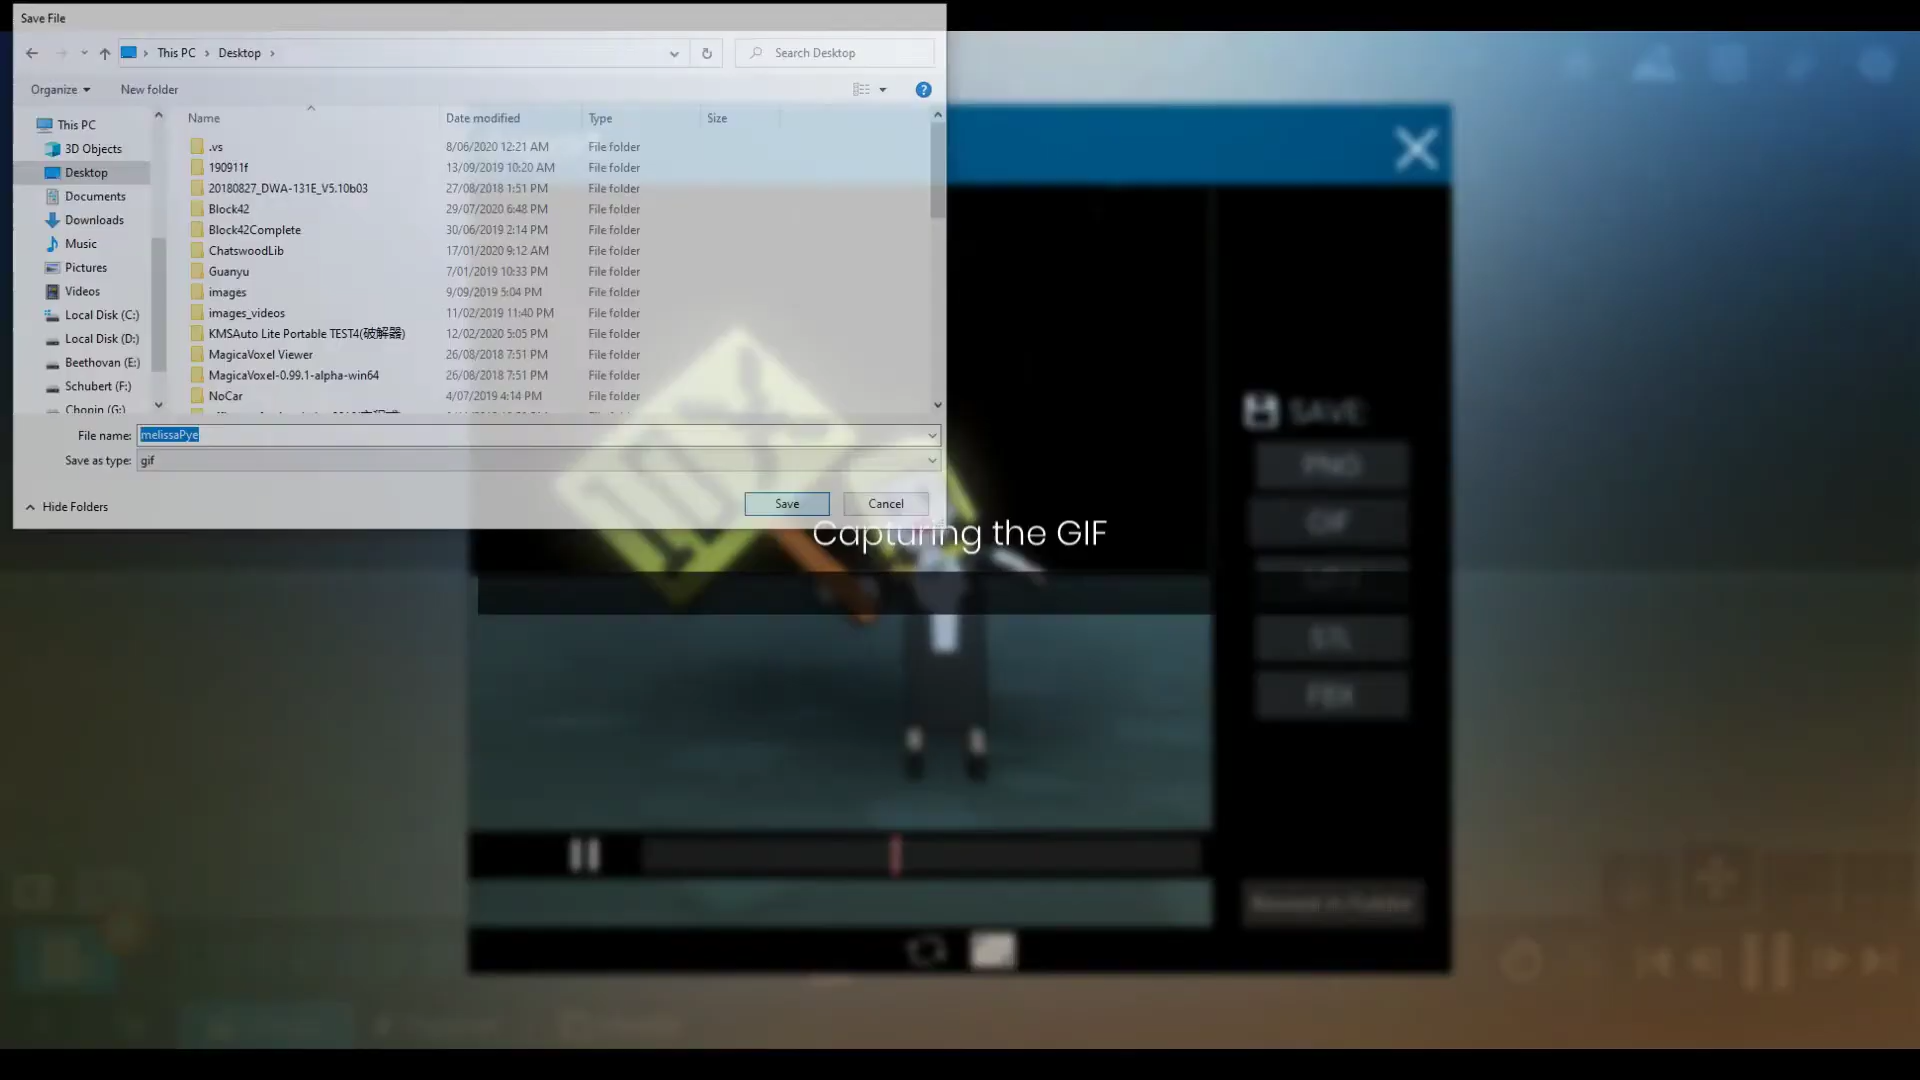 Save File
This PC
Desktop
Search Desktop
Organize
New folder
Name
Date modified
Type
Size
This PC
3D Objects
Desktop
Documents
Downloads
Music
Pictures
Videos
Local Disk (C:)
Local Disk (D:)
Beethovan (E:)
Schubert (F:)
Chopin (G:)
.vs 8/06/2020 12:21 AM File folder
190911f 13/09/2019 10:20 AM File folder
20180827_DWA-131E_V5.10b03 27/08/2018 1:51 PM File folder
Block42 29/07/2020 6:48 PM File folder
Block42Complete 30/06/2019 2:14 PM File folder
ChatswoodLib 17/01/2020 9:12 AM File folder
Guanyu 7/01/2019 10:33 PM File folder
images 9/09/2019 5:04 PM File folder
images_videos 11/02/2019 11:40 PM File folder
KMSAuto Lite Portable TEST4(破解器) 12/02/2020 5:05 PM File folder
MagicaVoxel Viewer 26/08/2018 7:51 PM File folder
MagicaVoxel-0.99.1-alpha-win64 26/08/2018 7:51 PM File folder
NoCar 4/07/2019 4:14 PM File folder
File name: melissaPye
Save as type: gif
Hide Folders
Save
Cancel
Capturing the GIF
SAVE:
PNG
GIF
STL
FBX